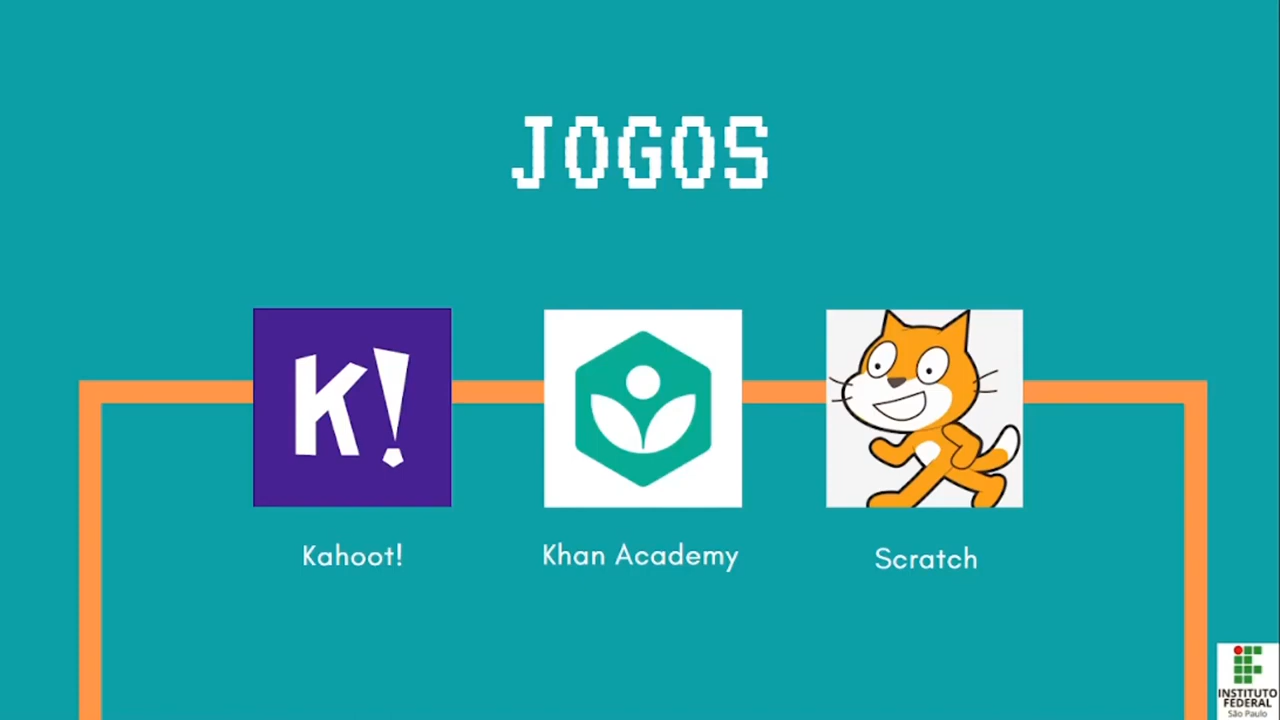 JOGOS
K!
Kahoot!
Khan Academy
Scratch
INSTITUTO
FEDERAL
São Paulo